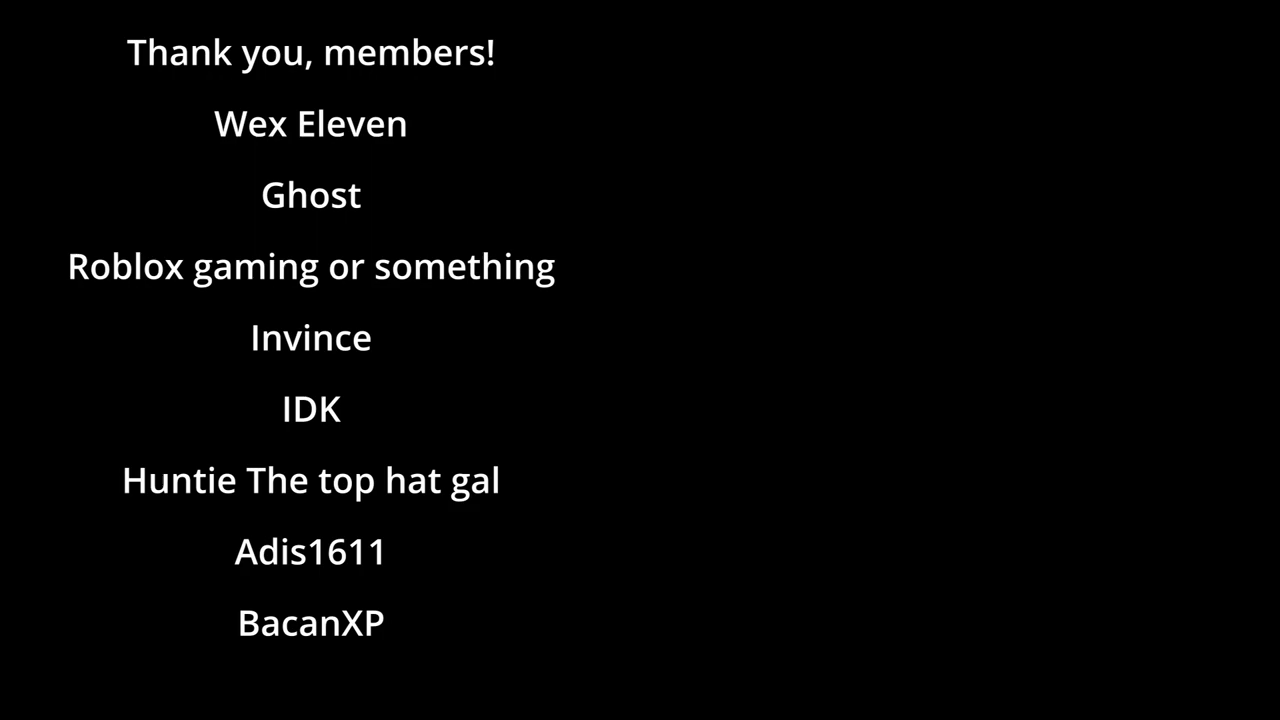 Thank you, members!
Wex Eleven
Ghost
Roblox gaming or something
Invince
IDK
Huntie The top hat gal
Adis1611
BacanXP